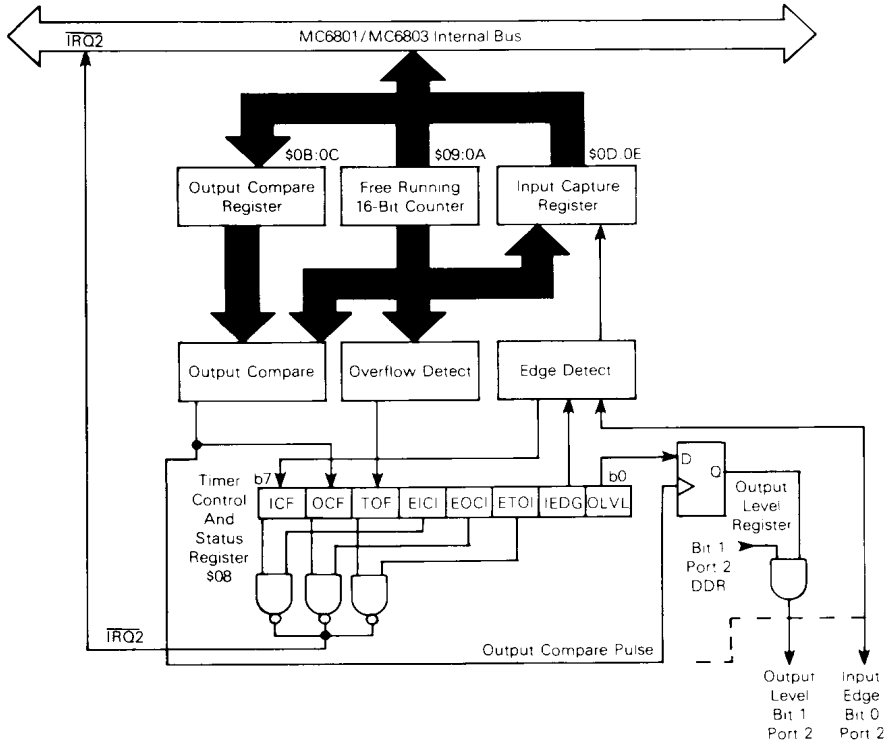 IRQ2
MC6801/MC6803 Internal Bus
$0B:0C
$09:0A
$0D:0E
Output Compare
Register
Free Running
16-Bit Counter
Input Capture
Register
Output Compare
Overflow Detect
Edge Detect
Timer
Control
And
Status
Register
$08
b7
b0
ICF
OCF
TOF
EICI
EOCI
ETOI
IEDG
OLVL
D
Q
Output
Level
Register
Bit 1
Port 2
DDR
IRQ2
Output Compare Pulse
Output
Level
Bit 1
Port 2
Input
Edge
Bit 0
Port 2